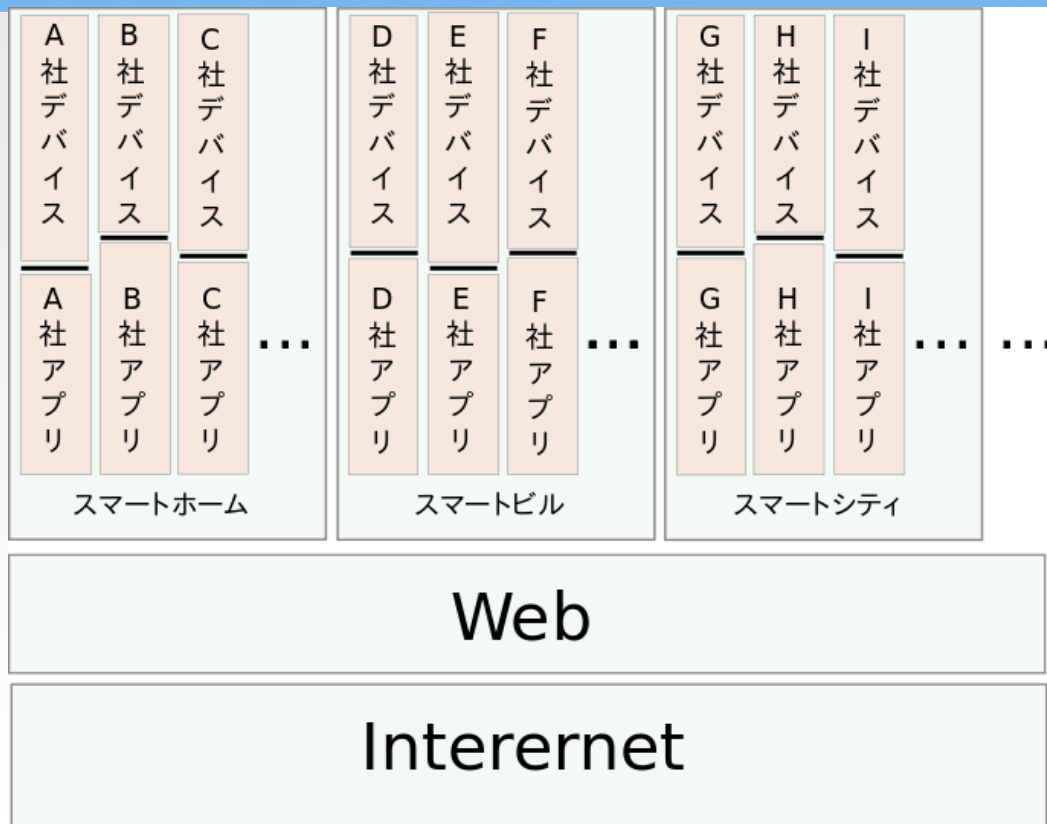 A社デバイス
B社デバイス
C社デバイス
A社アプリ
B社アプリ
C社アプリ
...
スマートホーム
D社デバイス
E社デバイス
F社デバイス
D社アプリ
E社アプリ
F社アプリ
...
スマートビル
G社デバイス
H社デバイス
I社デバイス
G社アプリ
H社アプリ
I社アプリ
...
スマートシティ
...
Web
Interernet